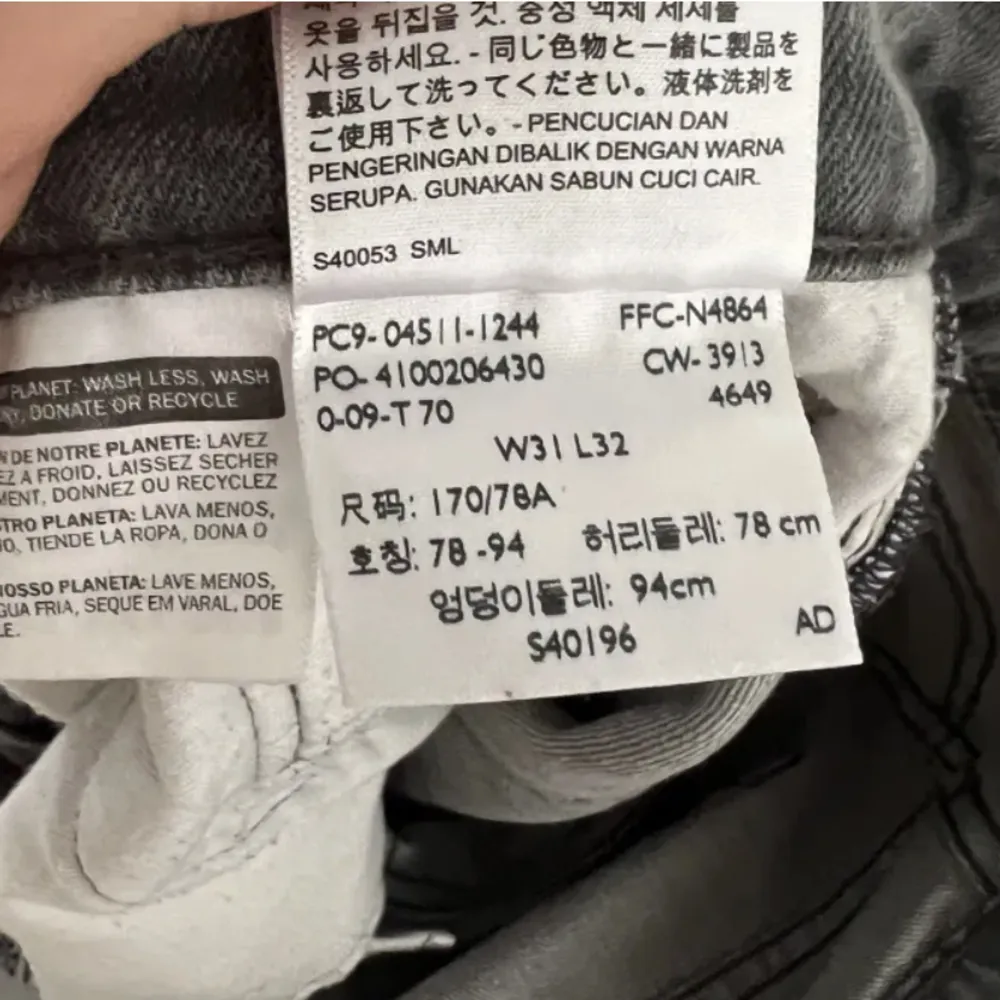 옷을 뒤집을 것. 중성 액체 세제를
사용하세요. - 同じ色物と一緒に製品を
裏返して洗ってください。液体洗剤を
ご使用下さい。- PENCUCIAN DAN
PENGERINGAN DIBALIK DENGAN WARNA
SERUPA. GUNAKAN SABUN CUCI CAIR.
S40053 SML
PC9-04511-1244 FFC-N4864
PO-4100206430 CW-3913
0-09-T70 4649
W31 L32
尺码: 170/78A
호칭: 78-94 허리둘레: 78 cm
엉덩이둘레: 94cm
S40196 AD
PLANET: WASH LESS, WASH
DONATE OR RECYCLE
DE NOTRE PLANETE: LAVEZ
A FROID, LAISSEZ SECHER
DONNEZ OU RECYCLEZ
PLANETA: LAVA MENOS,
TIENDE LA ROPA, DONA O
PLANETA: LAVE MENOS,
FRIA, SEQUE EM VARAL, DOE